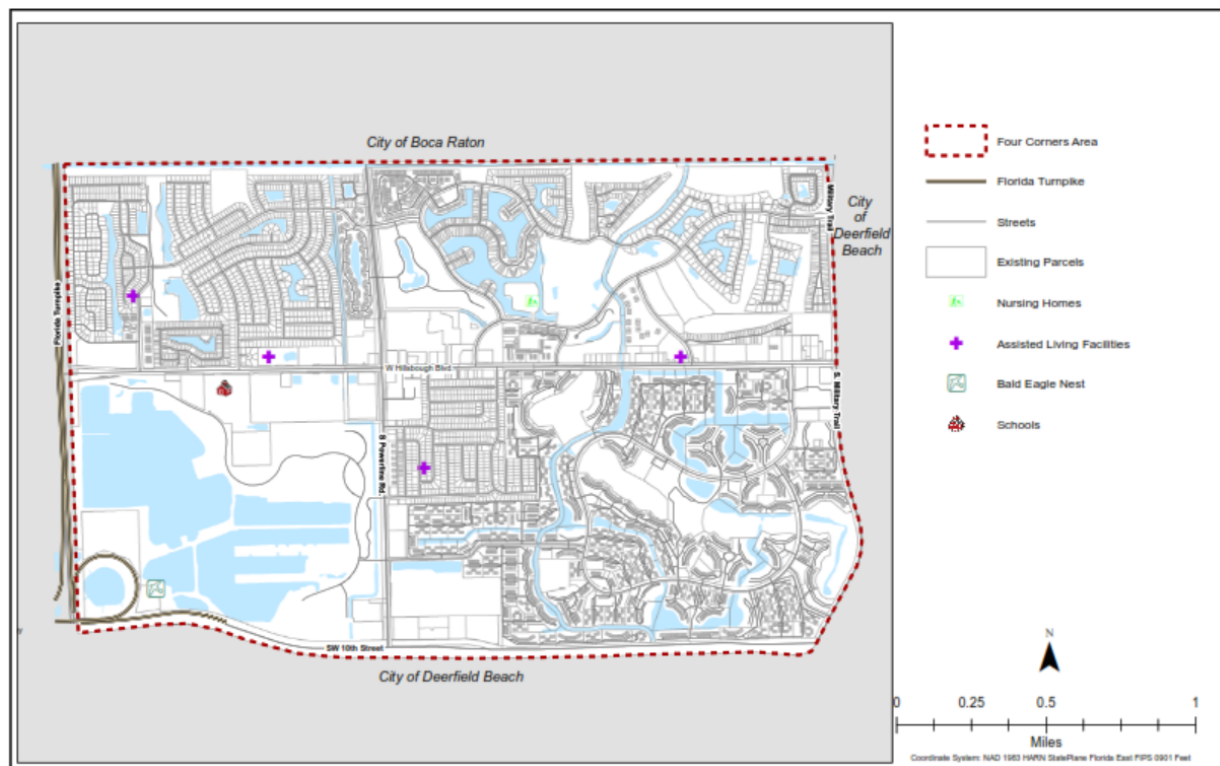 City of Boca Raton
Military Trail
City
of
Deerfield
Beach
Florida Turnpike
W Hillsbough Blvd
S Powerline Rd.
S. Military Trail
SW 10th Street
City of Deerfield Beach
Four Corners Area
Florida Turnpike
Streets
Existing Parcels
Nursing Homes
Assisted Living Facilities
Bald Eagle Nest
Schools
N
0 0.25 0.5 1
Miles
Coordinate System: NAD 1983 HARN StatePlane Florida East FIPS 0901 Feet